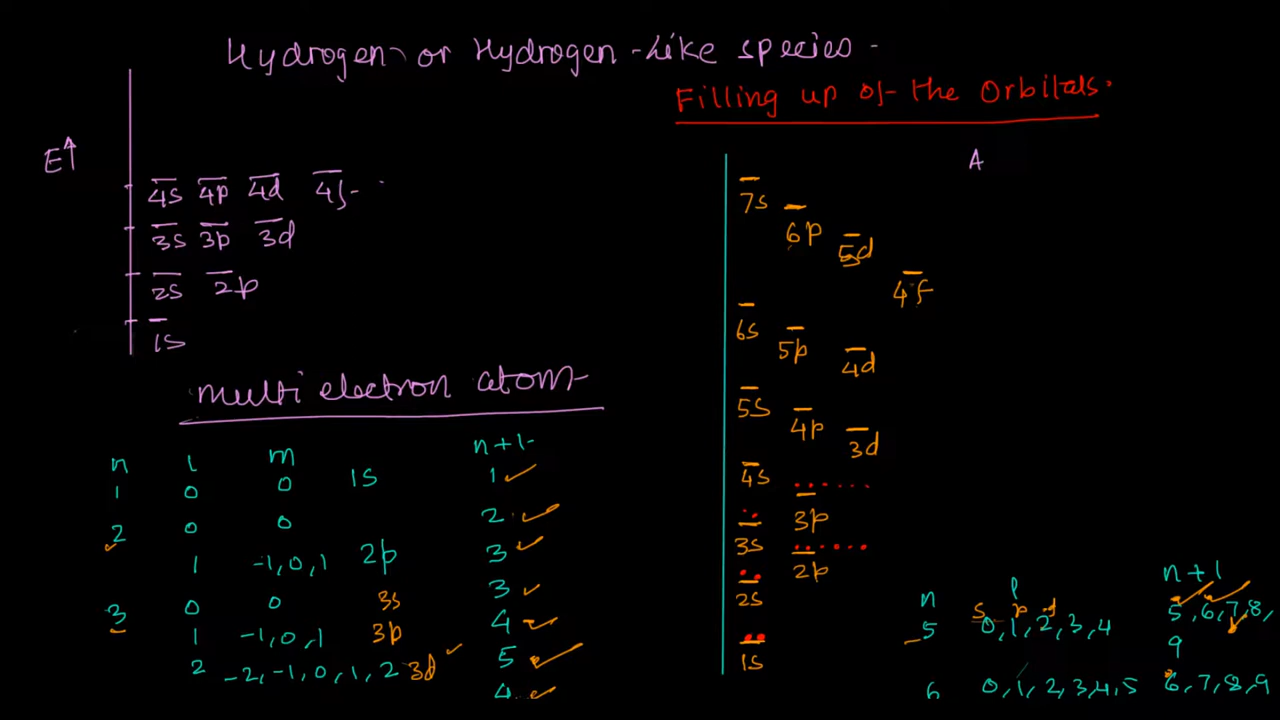 Hydrogen or Hydrogen-like species.
Filling up of the Orbitals.
E↑
4s 4p 4d 4f
3s 3p 3d
2s 2p
1s
multi electron atom
n l m n+l
1 0 0 1s 1
2 0 0 2
1 -1,0,1 2p 3
3 0 0 3s 3
1 -1,0,1 3p 4
2 -2,-1,0,1,2 3d 5
4
A
7s
6p
5d
4f
6s
5p
4d
5s
4p
3d
4s
3p
3s
2p
2s
1s
n l n+l
s p d
5 0,1,2,3,4 5,6,7,8,
9
6 0,1,2,3,4,5 6,7,8,9